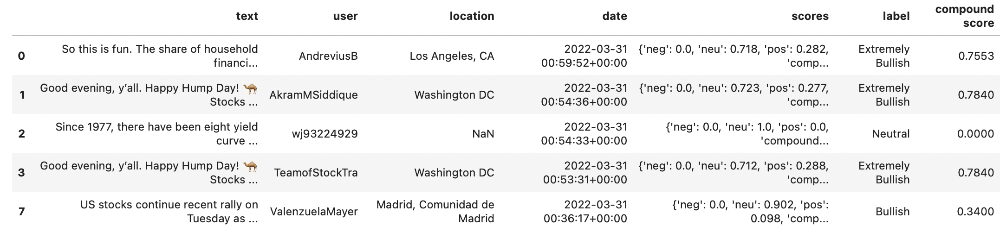 text user location date scores label compound score
0 So this is fun. The share of household financi... AndreviusB Los Angeles, CA 2022-03-31 00:59:52+00:00 {'neg': 0.0, 'neu': 0.718, 'pos': 0.282, 'comp... Extremely Bullish 0.7553
1 Good evening, y’all. Happy Hump Day! 🐪 Stocks ... AkramMSiddique Washington DC 2022-03-31 00:54:36+00:00 {'neg': 0.0, 'neu': 0.723, 'pos': 0.277, 'comp... Extremely Bullish 0.7840
2 Since 1977, there have been eight yield curve ... wj93224929 NaN 2022-03-31 00:54:33+00:00 {'neg': 0.0, 'neu': 1.0, 'pos': 0.0, 'compound... Neutral 0.0000
3 Good evening, y’all. Happy Hump Day! 🐪 Stocks ... TeamofStockTra Washington DC 2022-03-31 00:53:31+00:00 {'neg': 0.0, 'neu': 0.712, 'pos': 0.288, 'comp... Extremely Bullish 0.7840
7 US stocks continue recent rally on Tuesday as ... ValenzuelaMayer Madrid, Comunidad de Madrid 2022-03-31 00:36:17+00:00 {'neg': 0.0, 'neu': 0.902, 'pos': 0.098, 'comp... Bullish 0.3400